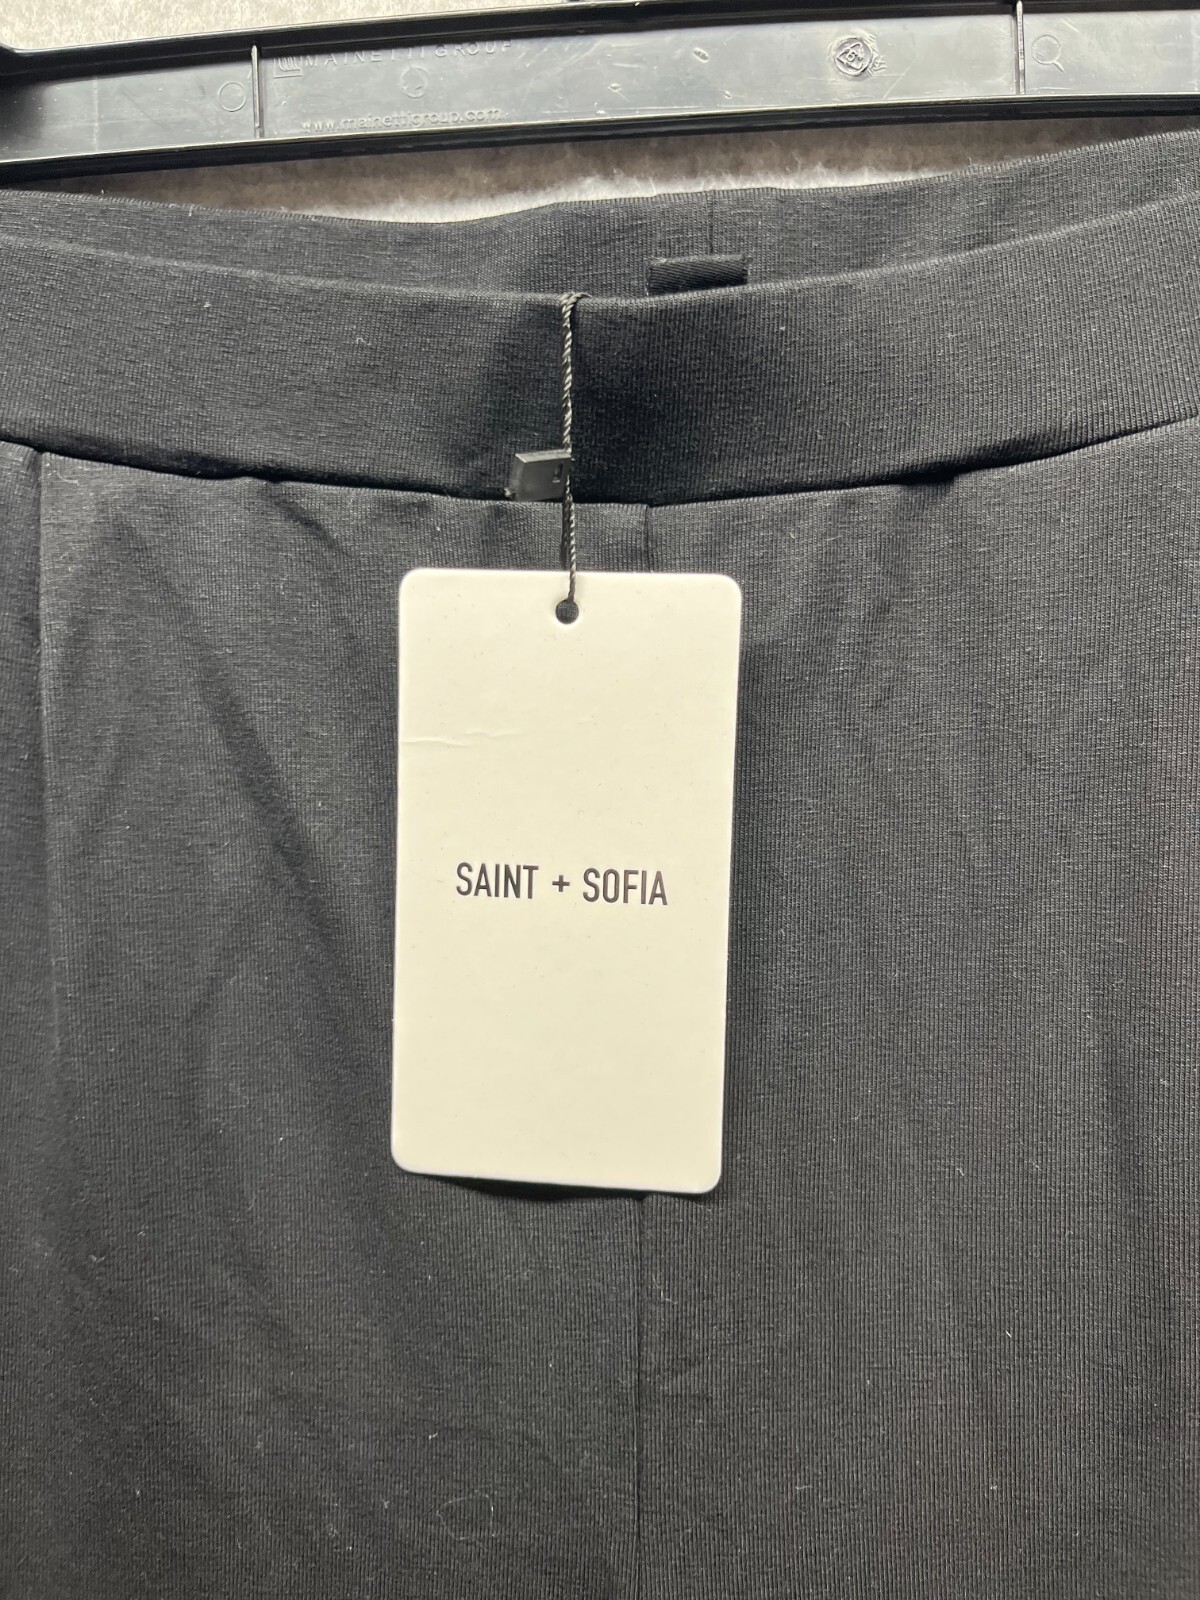 MAINETTI GROUP
www.mainettigroup.com
SAINT + SOFIA